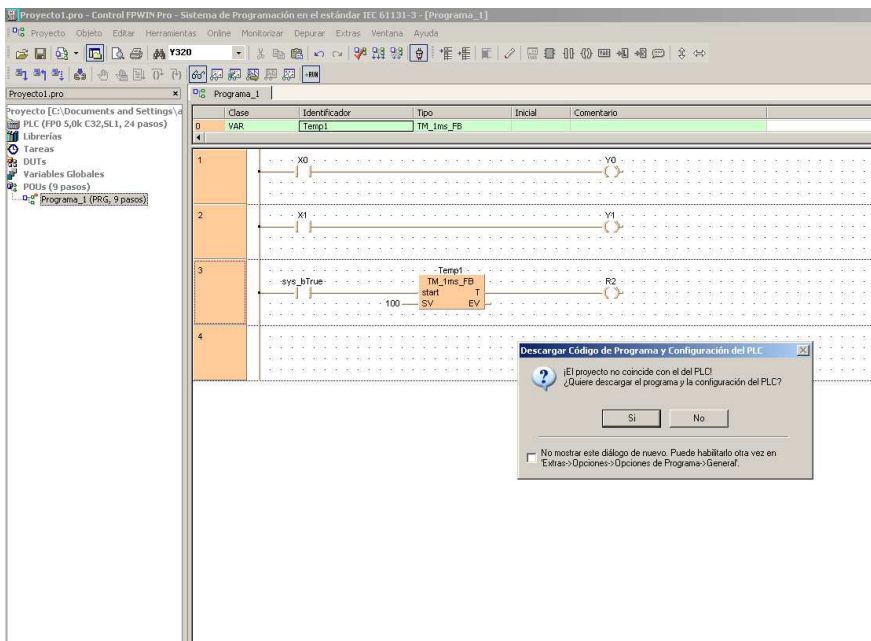 Proyecto1.pro - Control FPWIN Pro - Sistema de Programación en el estándar IEC 61131-3 - [Programa_1]
Proyecto Objeto Editar Herramientas Online Monitorizar Depurar Extras Ventana Ayuda
Y320
RUN
Proyecto1.pro
Programa_1
Proyecto [C:\Documents and Settings\a
PLC (FP0 5,0k C32,SL1, 24 pasos)
Librerías
Tareas
DUTs
Variables Globales
POUs (9 pasos)
Programa_1 (PRG, 9 pasos)
Clase Identificador Tipo Inicial Comentario
0 VAR Temp1 TM_1ms_FB
1
X0 Y0
2
X1 Y1
3
Temp1
sys_bTrue TM_1ms_FB R2
start T
100 SV EV
4
Descargar Código de Programa y Configuración del PLC
¡El proyecto no coincide con el del PLC!
¿Quiere descargar el programa y la configuración del PLC?
Si No
No mostrar este diálogo de nuevo. Puede habilitarlo otra vez en
'Extras->Opciones->Opciones de Programa->General'.